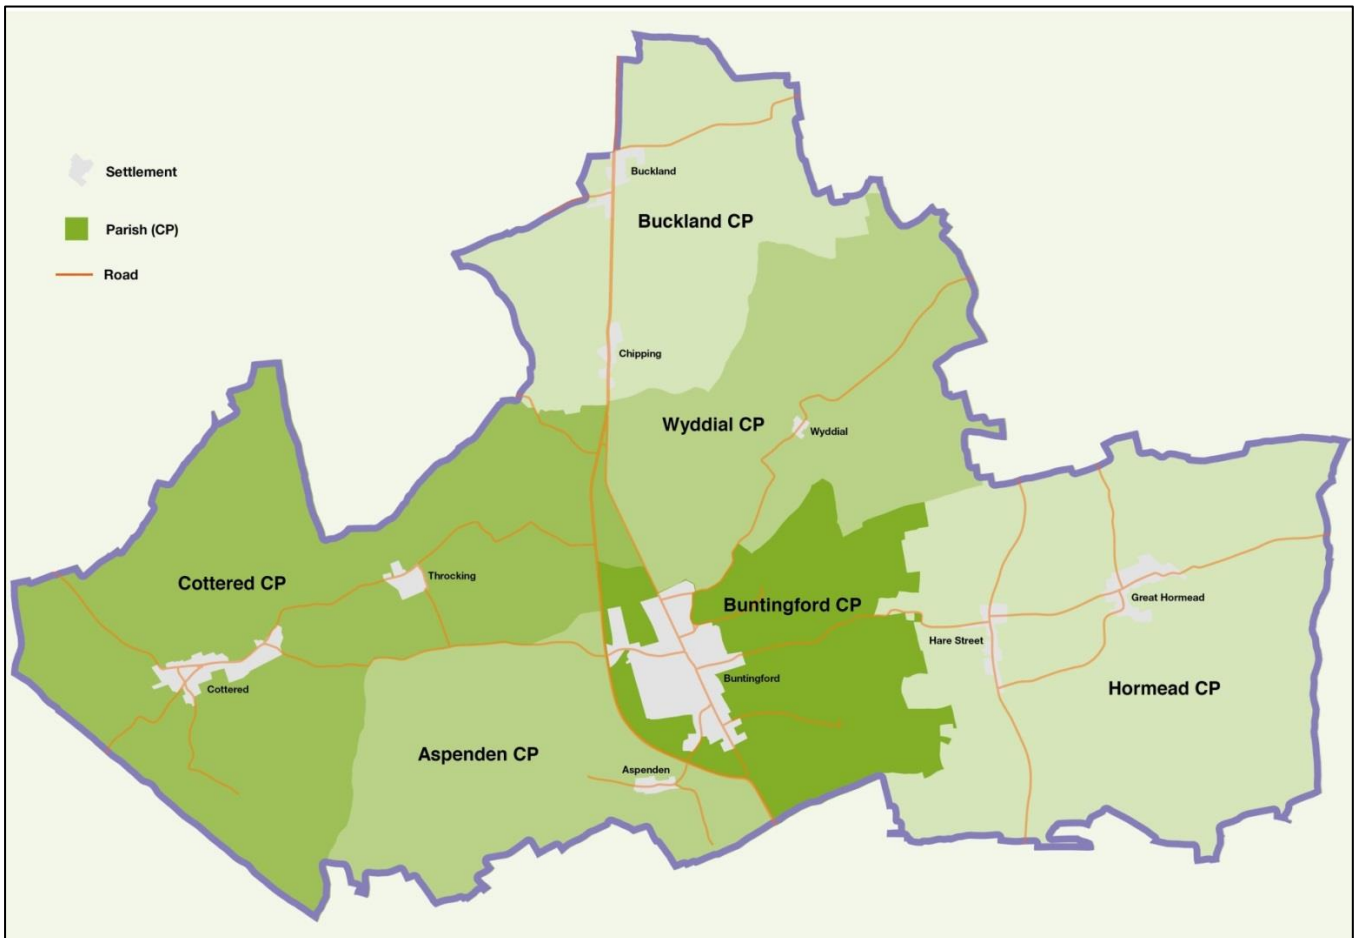 Settlement
Parish (CP)
Road
Buckland
Buckland CP
Chipping
Wyddial CP
Wyddial
Cottered CP
Throcking
Buntingford CP
Great Hormead
Hare Street
Cottered
Buntingford
Hormead CP
Aspenden CP
Aspenden